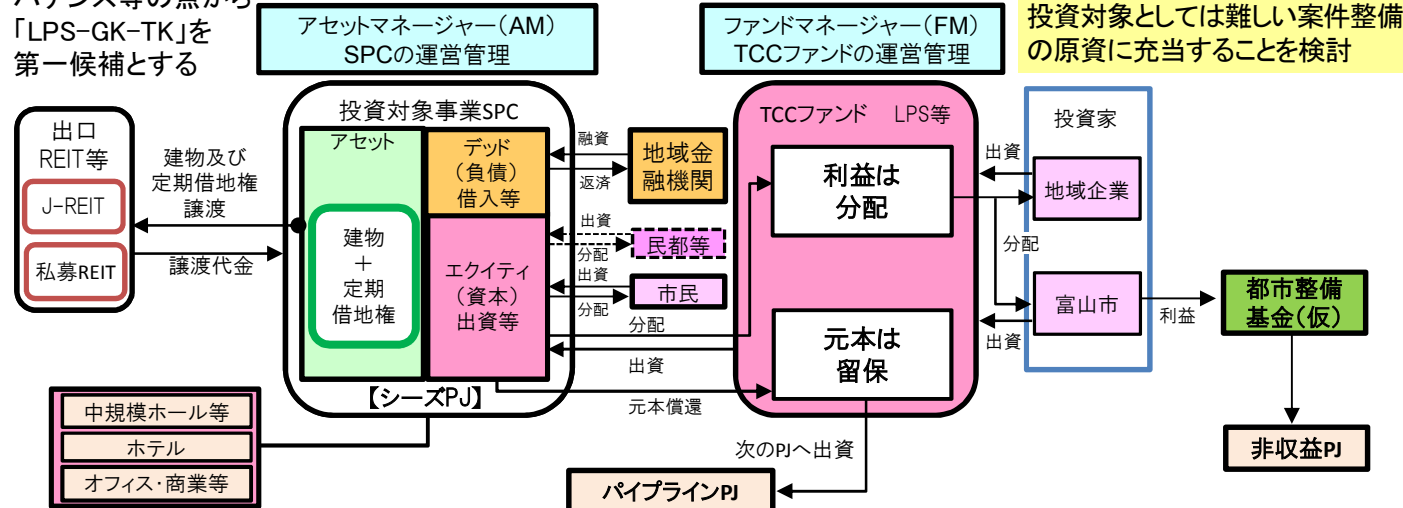 バナンス等の点から
「LPS-GK-TK」を
第一候補とする
アセットマネージャー(AM)
SPCの運営管理
ファンドマネージャー(FM)
TCCファンドの運営管理
投資対象としては難しい案件整備
の原資に充当することを検討
出口
REIT等
J-REIT
私募REIT
建物及び
定期借地権
譲渡
譲渡代金
投資対象事業SPC
アセット
建物
+
定期
借地権
デッド
(負債)
借入等
エクイティ
(資本)
出資等
【シーズPJ】
融資
返済
地域金
融機関
出資
分配
民都等
出資
分配
市民
分配
出資
元本償還
TCCファンド LPS等
利益は
分配
元本は
留保
投資家
出資
地域企業
分配
富山市
出資
利益
都市整備
基金(仮)
非収益PJ
中規模ホール等
ホテル
オフィス・商業等
次のPJへ出資
パイプラインPJ